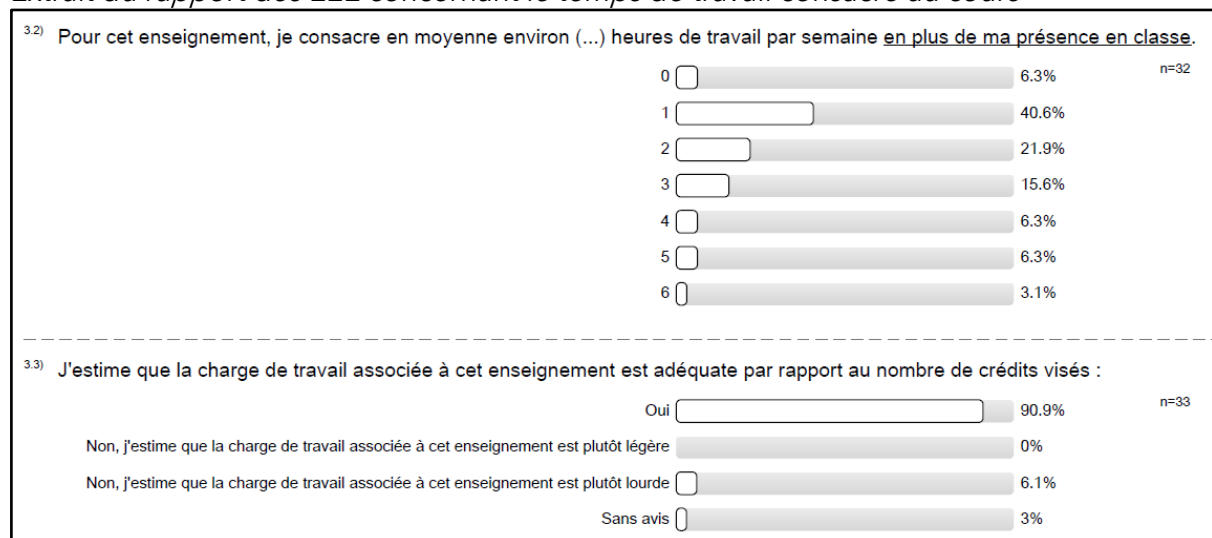 3.2) Pour cet enseignement, je consacre en moyenne environ (...) heures de travail par semaine en plus de ma présence en classe.
0 6.3% n=32
1 40.6%
2 21.9%
3 15.6%
4 6.3%
5 6.3%
6 3.1%
3.3) J'estime que la charge de travail associée à cet enseignement est adéquate par rapport au nombre de crédits visés :
Oui 90.9% n=33
Non, j'estime que la charge de travail associée à cet enseignement est plutôt légère 0%
Non, j'estime que la charge de travail associée à cet enseignement est plutôt lourde 6.1%
Sans avis 3%